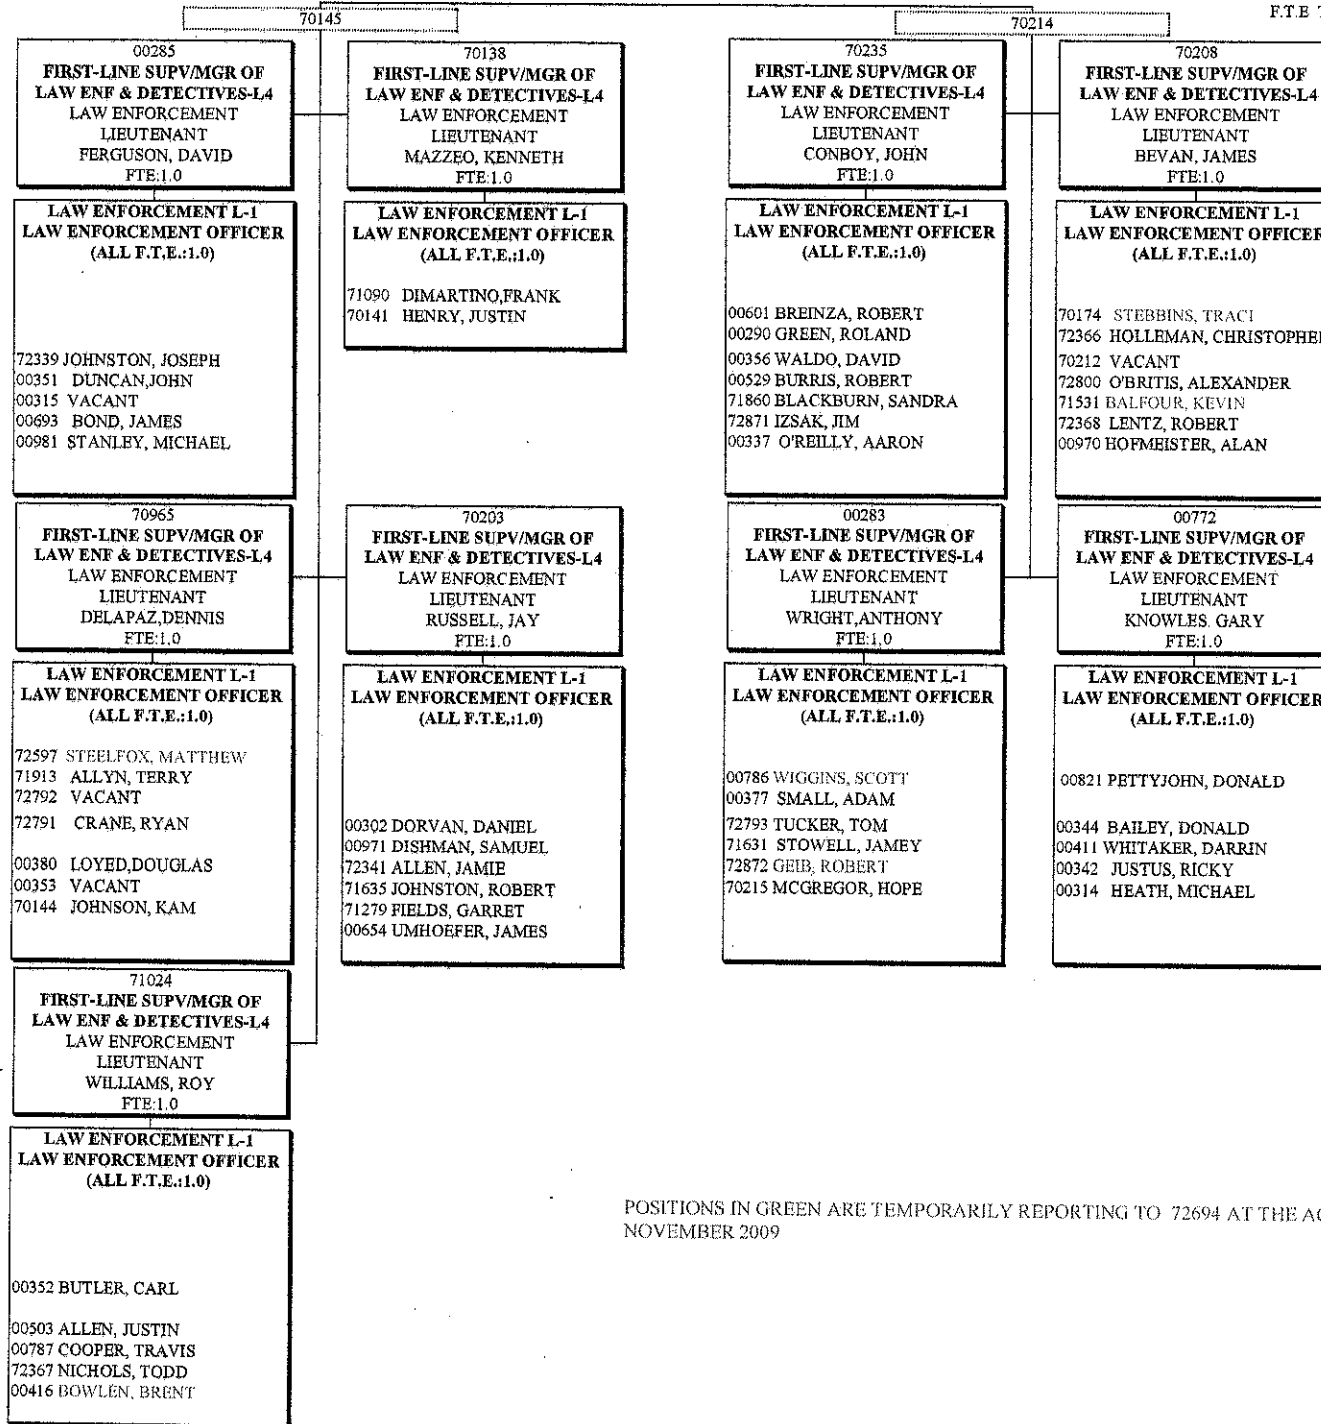 70145
70214
F.T.E
00285
FIRST-LINE SUPV/MGR OF
LAW ENF & DETECTIVES-L4
LAW ENFORCEMENT
LIEUTENANT
FERGUSON, DAVID
FTE:1.0
LAW ENFORCEMENT L-1
LAW ENFORCEMENT OFFICER
(ALL F.T.E.:1.0)
72339 JOHNSTON, JOSEPH
00351 DUNCAN,JOHN
00315 VACANT
00693 BOND, JAMES
00981 STANLEY, MICHAEL
70138
FIRST-LINE SUPV/MGR OF
LAW ENF & DETECTIVES-L4
LAW ENFORCEMENT
LIEUTENANT
MAZZEO, KENNETH
FTE:1.0
LAW ENFORCEMENT L-1
LAW ENFORCEMENT OFFICER
(ALL F.T.E.:1.0)
71090 DIMARTINO,FRANK
70141 HENRY, JUSTIN
70235
FIRST-LINE SUPV/MGR OF
LAW ENF & DETECTIVES-L4
LAW ENFORCEMENT
LIEUTENANT
CONBOY, JOHN
FTE:1.0
LAW ENFORCEMENT L-1
LAW ENFORCEMENT OFFICER
(ALL F.T.E.:1.0)
00601 BREINZA, ROBERT
00290 GREEN, ROLAND
00356 WALDO, DAVID
00529 BURRIS, ROBERT
71860 BLACKBURN, SANDRA
72871 IZSAK, JIM
00337 O'REILLY, AARON
70208
FIRST-LINE SUPV/MGR OF
LAW ENF & DETECTIVES-L4
LAW ENFORCEMENT
LIEUTENANT
BEVAN, JAMES
FTE:1.0
LAW ENFORCEMENT L-1
LAW ENFORCEMENT OFFICER
(ALL F.T.E.:1.0)
70174 STEBBINS, TRACI
72366 HOLLEMAN, CHRISTOPHER
70212 VACANT
72800 O'BRITIS, ALEXANDER
71531 BALFOUR, KEVIN
72368 LENTZ, ROBERT
00970 HOFMEISTER, ALAN
70965
FIRST-LINE SUPV/MGR OF
LAW ENF & DETECTIVES-L4
LAW ENFORCEMENT
LIEUTENANT
DELAPAZ,DENNIS
FTE:1.0
LAW ENFORCEMENT L-1
LAW ENFORCEMENT OFFICER
(ALL F.T.E.:1.0)
72597 STEELFOX, MATTHEW
71913 ALLYN, TERRY
72792 VACANT
72791 CRANE, RYAN
00380 LOYED,DOUGLAS
00353 VACANT
70144 JOHNSON, KAM
70203
FIRST-LINE SUPV/MGR OF
LAW ENF & DETECTIVES-L4
LAW ENFORCEMENT
LIEUTENANT
RUSSELL, JAY
FTE:1.0
LAW ENFORCEMENT L-1
LAW ENFORCEMENT OFFICER
(ALL F.T.E.:1.0)
00302 DORVAN, DANIEL
00971 DISHMAN, SAMUEL
72341 ALLEN, JAMIE
71635 JOHNSTON, ROBERT
71279 FIELDS, GARRET
00654 UMHOEFER, JAMES
00283
FIRST-LINE SUPV/MGR OF
LAW ENF & DETECTIVES-L4
LAW ENFORCEMENT
LIEUTENANT
WRIGHT,ANTHONY
FTE:1.0
LAW ENFORCEMENT L-1
LAW ENFORCEMENT OFFICER
(ALL F.T.E.:1.0)
00786 WIGGINS, SCOTT
00377 SMALL, ADAM
72793 TUCKER, TOM
71631 STOWELL, JAMEY
72872 GEIB, ROBERT
70215 MCGREGOR, HOPE
00772
FIRST-LINE SUPV/MGR OF
LAW ENF & DETECTIVES-L4
LAW ENFORCEMENT
LIEUTENANT
KNOWLES. GARY
FTE:1.0
LAW ENFORCEMENT L-1
LAW ENFORCEMENT OFFICER
(ALL F.T.E.:1.0)
00821 PETTYJOHN, DONALD
00344 BAILEY, DONALD
00411 WHITAKER, DARRIN
00342 JUSTUS, RICKY
00314 HEATH, MICHAEL
71024
FIRST-LINE SUPV/MGR OF
LAW ENF & DETECTIVES-L4
LAW ENFORCEMENT
LIEUTENANT
WILLIAMS, ROY
FTE:1.0
LAW ENFORCEMENT L-1
LAW ENFORCEMENT OFFICER
(ALL F.T.E.:1.0)
00352 BUTLER, CARL
00503 ALLEN, JUSTIN
00787 COOPER, TRAVIS
72367 NICHOLS, TODD
00416 BOWLEN, BRENT
POSITIONS IN GREEN ARE TEMPORARILY REPORTING TO 72694 AT THE
NOVEMBER 2009